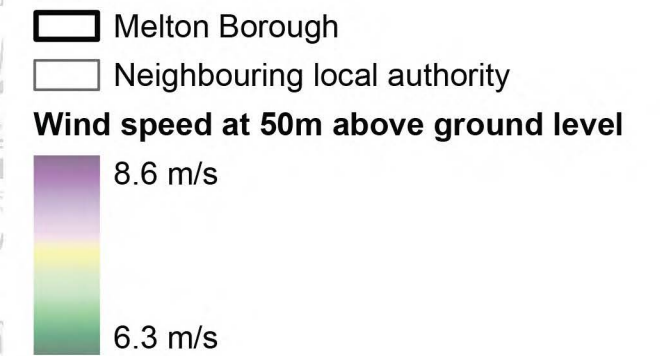 Melton Borough
Neighbouring local authority
Wind speed at 50m above ground level
8.6 m/s
6.3 m/s